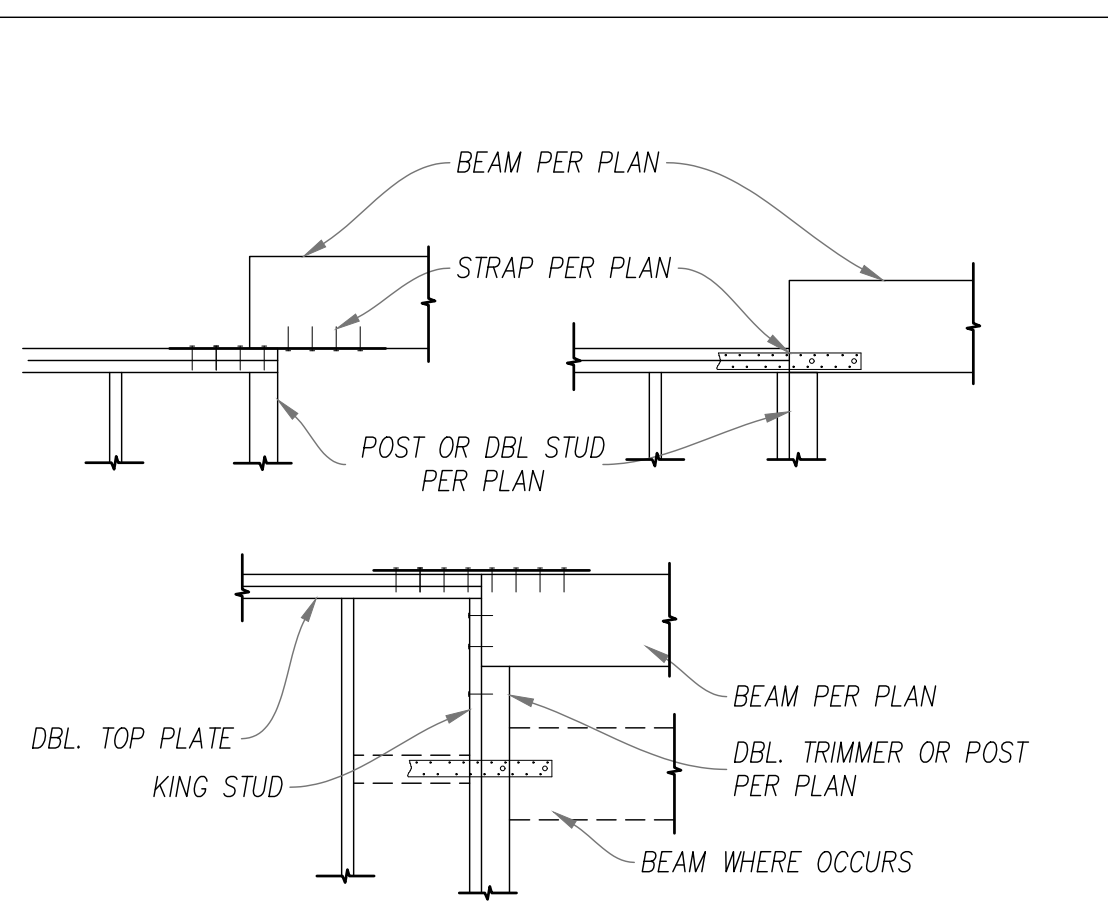 BEAM PER PLAN
STRAP PER PLAN
POST OR DBL STUD
PER PLAN
BEAM PER PLAN
DBL. TOP PLATE
DBL. TRIMMER OR POST
PER PLAN
KING STUD
BEAM WHERE OCCURS